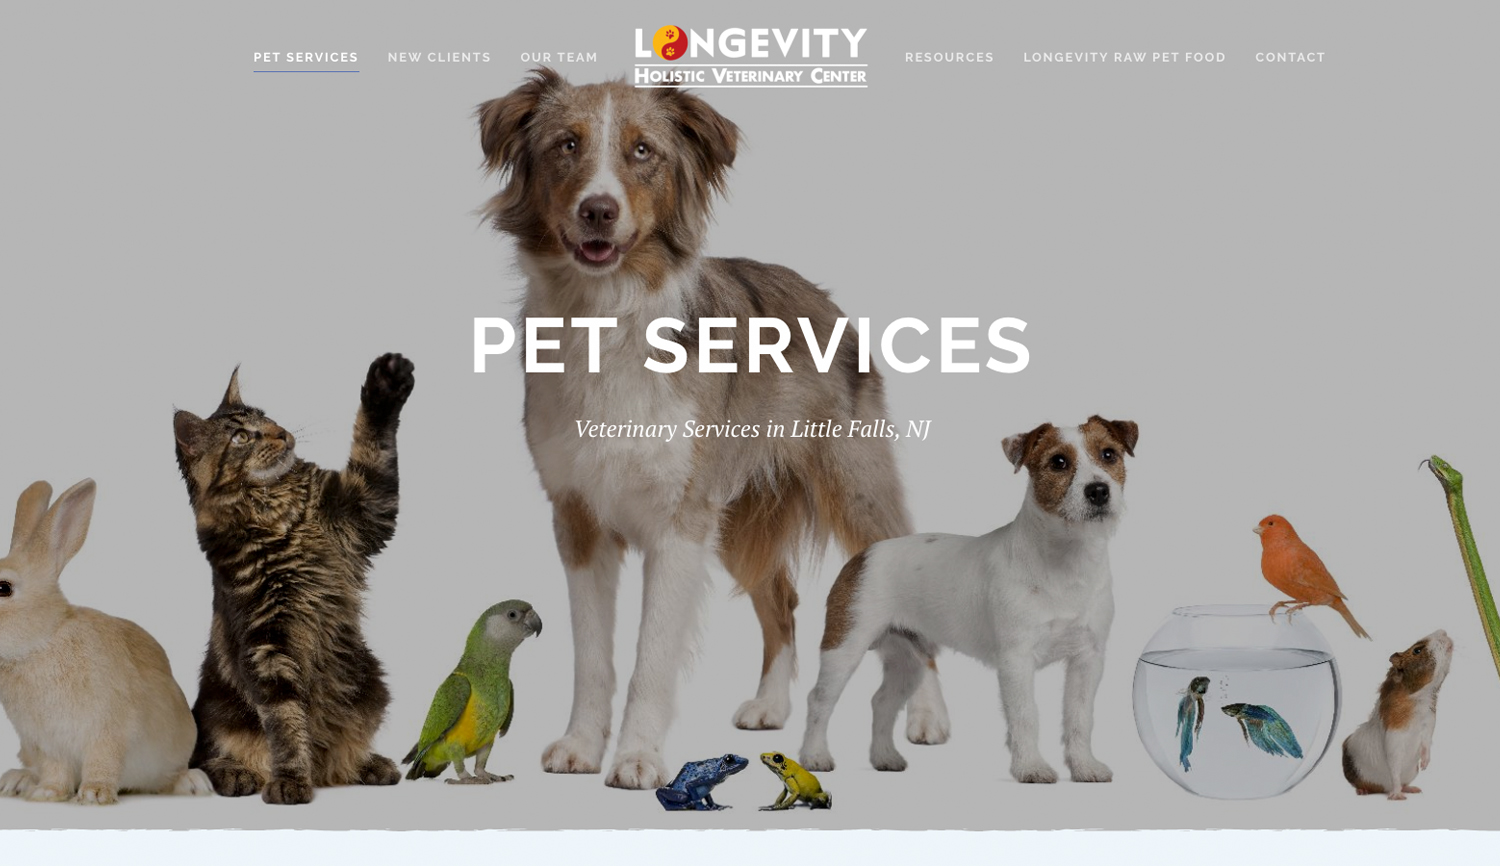 PET SERVICES
NEW CLIENTS
OUR TEAM
LONGEVITY
HOLISTIC VETERINARY CENTER
RESOURCES
LONGEVITY RAW PET FOOD
CONTACT
PET SERVICES
Veterinary Services in Little Falls, NJ